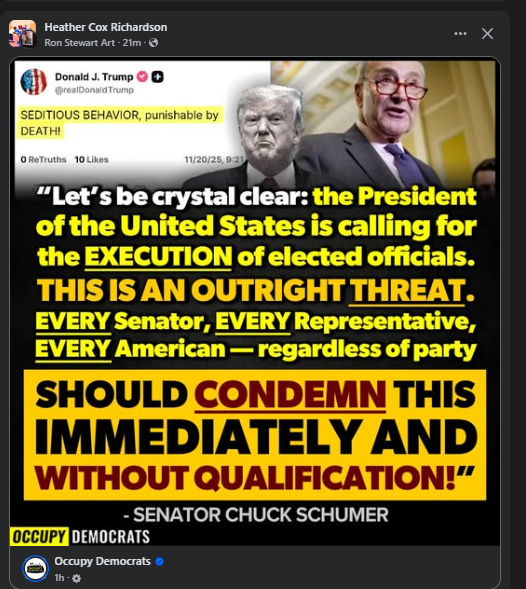 Heather Cox Richardson
Ron Stewart Art · 21m ·
Donald J. Trump
@realDonaldTrump
SEDITIOUS BEHAVIOR, punishable by
DEATH!
0 ReTruths 10 Likes 11/20/25, 9:21
“Let’s be crystal clear: the President
of the United States is calling for
the EXECUTION of elected officials.
THIS IS AN OUTRIGHT THREAT.
EVERY Senator, EVERY Representative,
EVERY American — regardless of party
SHOULD CONDEMN THIS
IMMEDIATELY AND
WITHOUT QUALIFICATION!”
- SENATOR CHUCK SCHUMER
OCCUPY DEMOCRATS
Occupy Democrats
1h ·